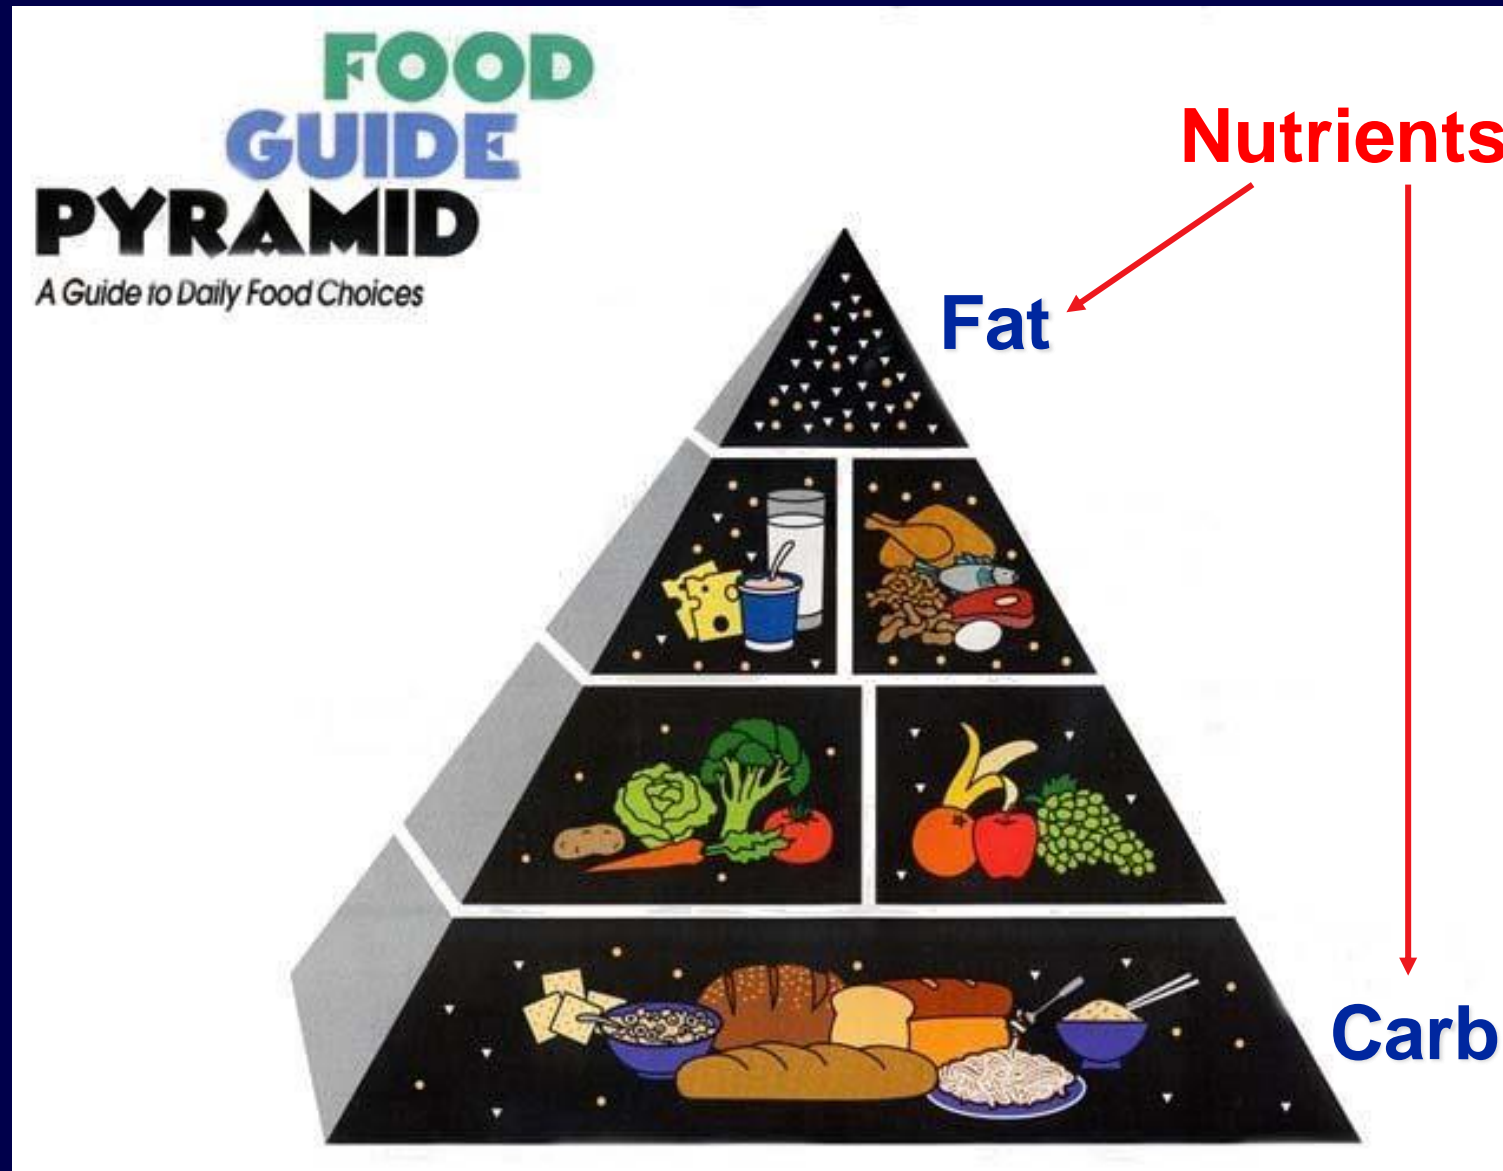 FOOD
GUIDE
PYRAMID
A Guide to Daily Food Choices
Nutrients
Fat
Carb